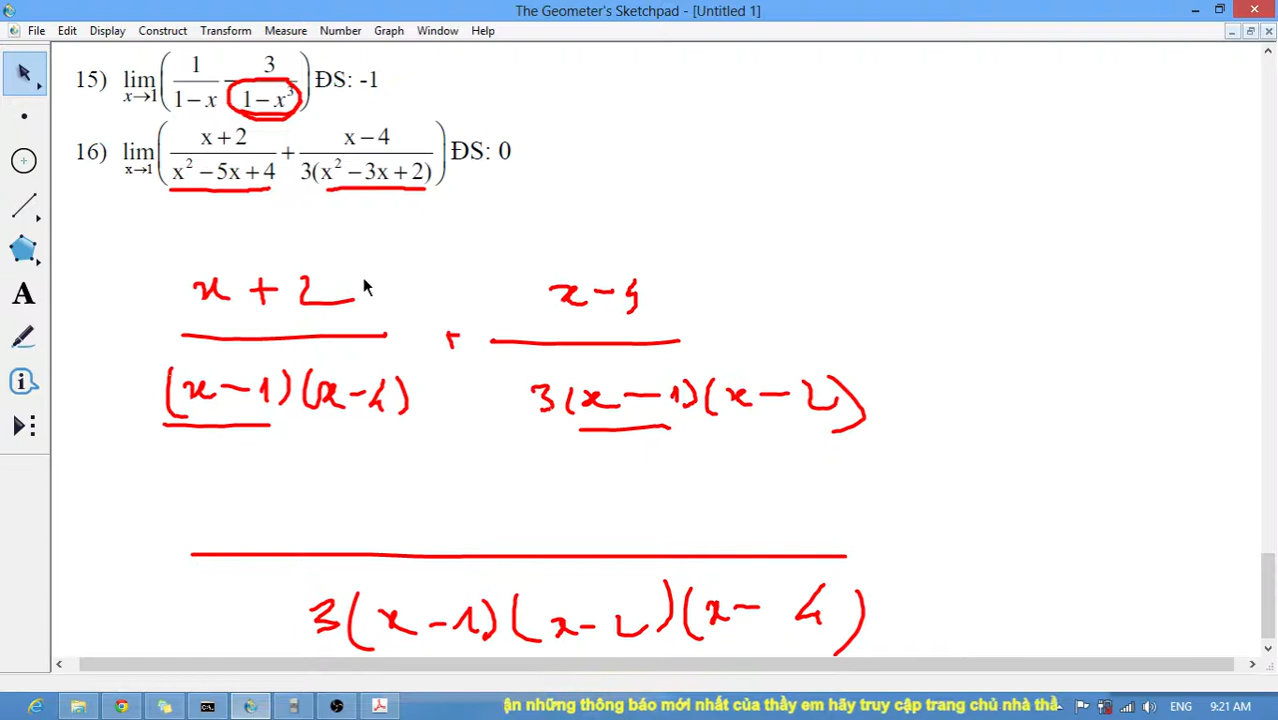 The Geometer's Sketchpad - [Untitled 1]
File Edit Display Construct Transform Measure Number Graph Window Help
15) lim x→1 ( 1/(1−x) − 3/(1−x³) ) ĐS: -1
16) lim x→1 ( (x+2)/(x²−5x+4) + (x−4)/(3(x²−3x+2)) ) ĐS: 0
x + 2 x − 4
+
(x−1)(x−4) 3(x−1)(x−2)
3(x−1)(x−2)(x−4)
ận những thông báo mới nhất của thầy em hãy truy cập trang chủ nhà thầ
ENG 9:21 AM